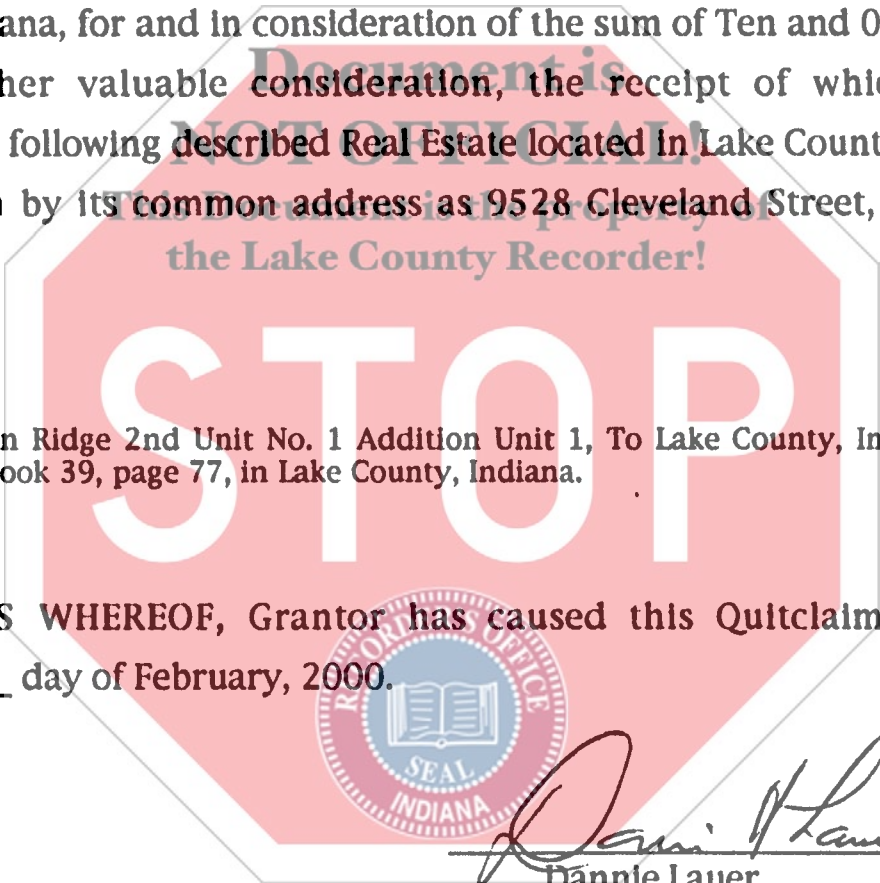 ana, for and in consideration of the sum of Ten and 0
Document is
her valuable consideration, the receipt of whic
NOT OFFICIAL!
following described Real Estate located in Lake Count
This Document is the property of
by its common address as 9528 Cleveland Street,
the Lake County Recorder!
STOP
n Ridge 2nd Unit No. 1 Addition Unit 1, To Lake County, In
ook 39, page 77, in Lake County, Indiana.
S WHEREOF, Grantor has caused this Quitclaim
day of February, 2000.
RECORDER'S OFFICE
SEAL
INDIANA
Dannie Lauer